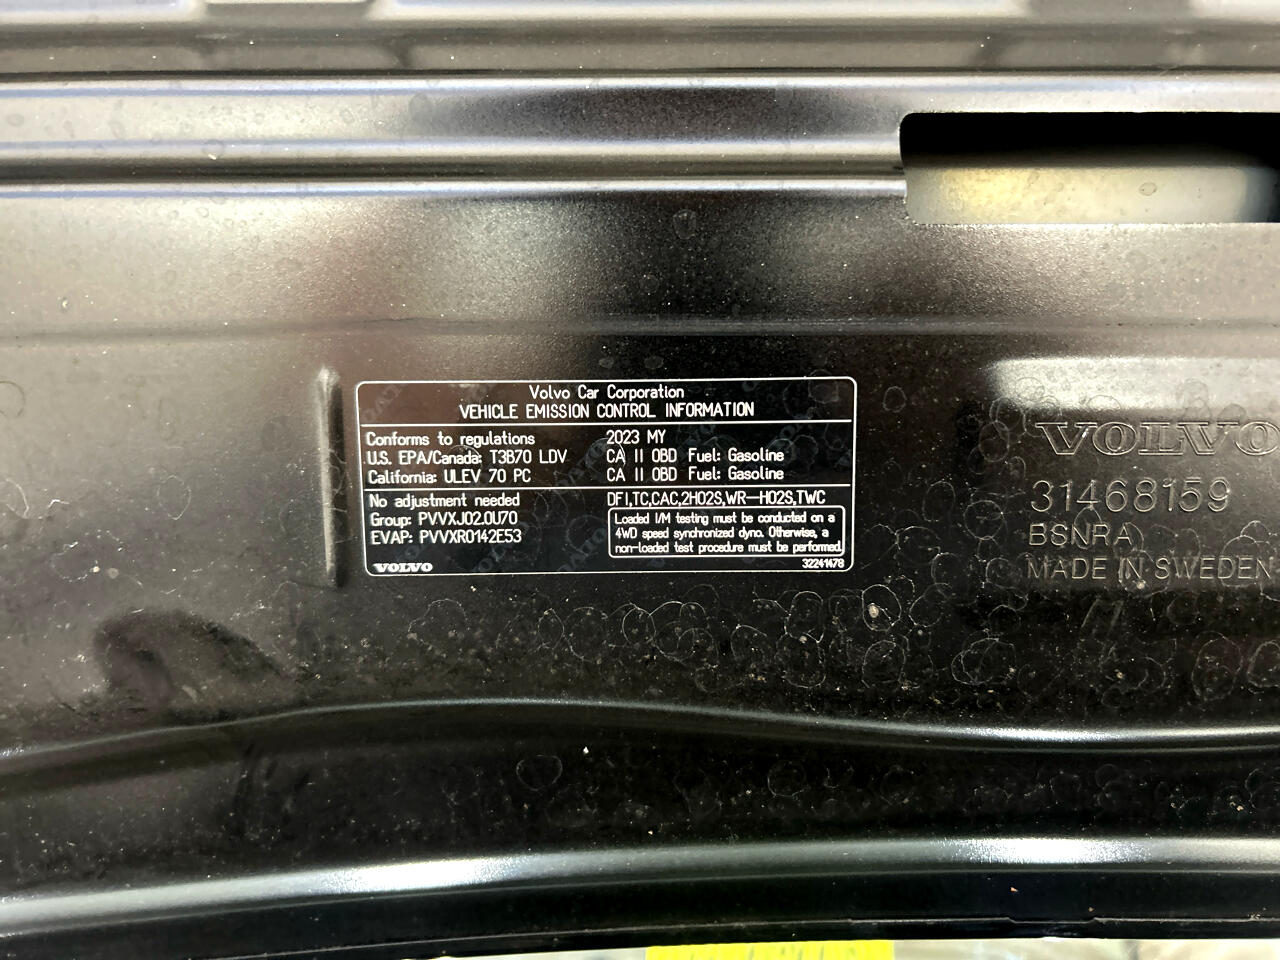 Volvo Car Corporation
VEHICLE EMISSION CONTROL INFORMATION
Conforms to regulations 2023 MY
U.S. EPA/Canada: T3B70 LDV CA II OBD Fuel: Gasoline
California: ULEV 70 PC CA II OBD Fuel: Gasoline
No adjustment needed
Group: PVVXJ02.0U70
EVAP: PVVXR0142E53
DFI,TC,CAC,2HO2S,WR-HO2S,TWC
Loaded I/M testing must be conducted on a
4WD speed synchronized dyno. Otherwise, a
non-loaded test procedure must be performed.
VOLVO
32241478
VOLVO
31468159
BSNRA
MADE IN SWEDEN